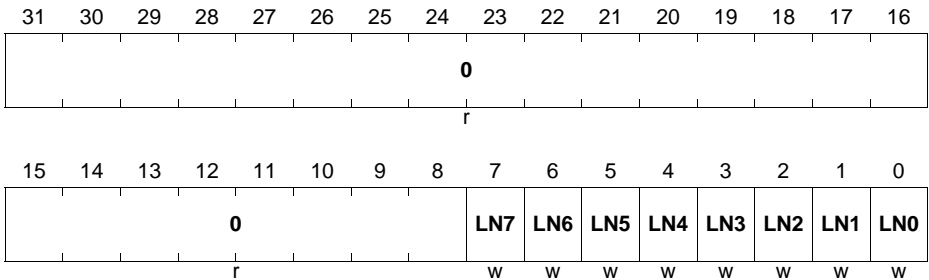 31 30 29 28 27 26 25 24 23 22 21 20 19 18 17 16
0
r
15 14 13 12 11 10 9 8 7 6 5 4 3 2 1 0
0 LN7 LN6 LN5 LN4 LN3 LN2 LN1 LN0
r w w w w w w w w